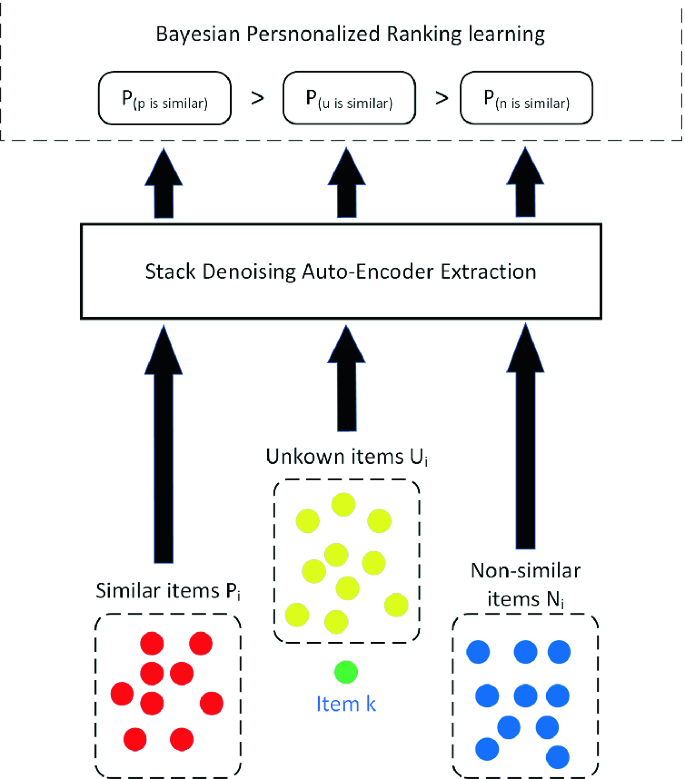 Bayesian Persnonalized Ranking learning
P(p is similar) > P(u is similar) > P(n is similar)
Stack Denoising Auto-Encoder Extraction
Unkown items Ui
Similar items Pi
Non-similar
items Ni
Item k